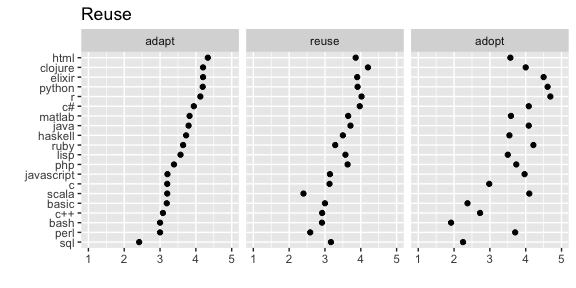 Reuse
adapt reuse adopt
html
clojure
elixir
python
r
c#
matlab
java
haskell
ruby
lisp
php
javascript
c
scala
basic
c++
bash
perl
sql
1 2 3 4 5 1 2 3 4 5 1 2 3 4 5